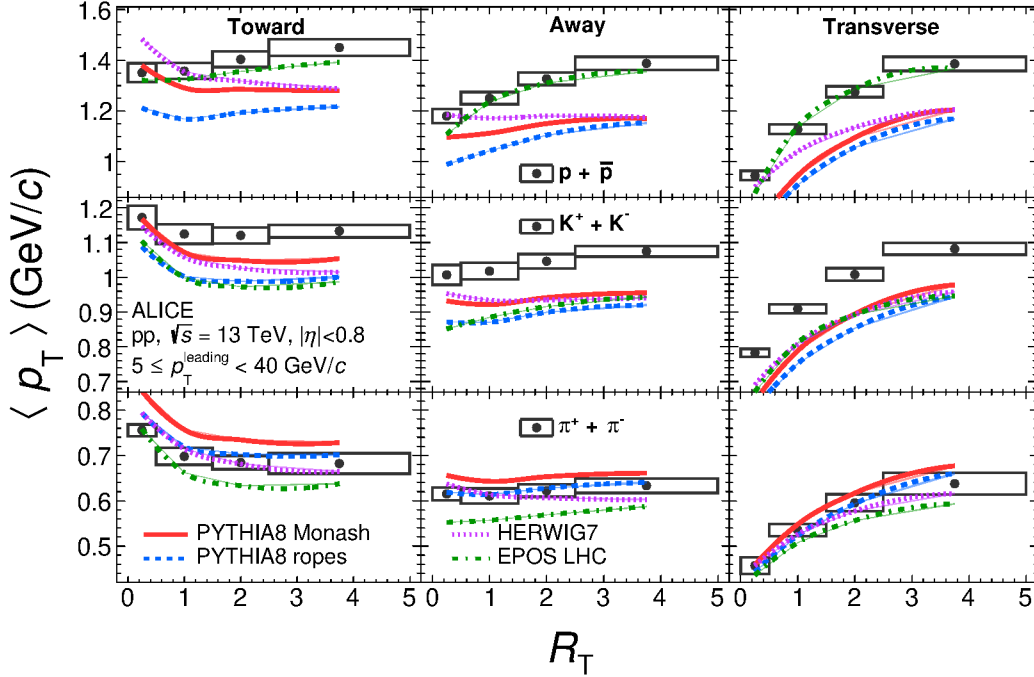 Toward Away Transverse
1.6
1.4
1.2
1
p + p̅
1.2
1.1
1
0.9
0.8
0.7
K⁺ + K⁻
ALICE
pp, √s = 13 TeV, |η|<0.8
5 ≤ p_T^leading < 40 GeV/c
0.8
0.7
0.6
0.5
π⁺ + π⁻
PYTHIA8 Monash
PYTHIA8 ropes
HERWIG7
EPOS LHC
0 1 2 3 4 5 0 1 2 3 4 5 0 1 2 3 4 5
⟨ p_T ⟩ (GeV/c)
R_T